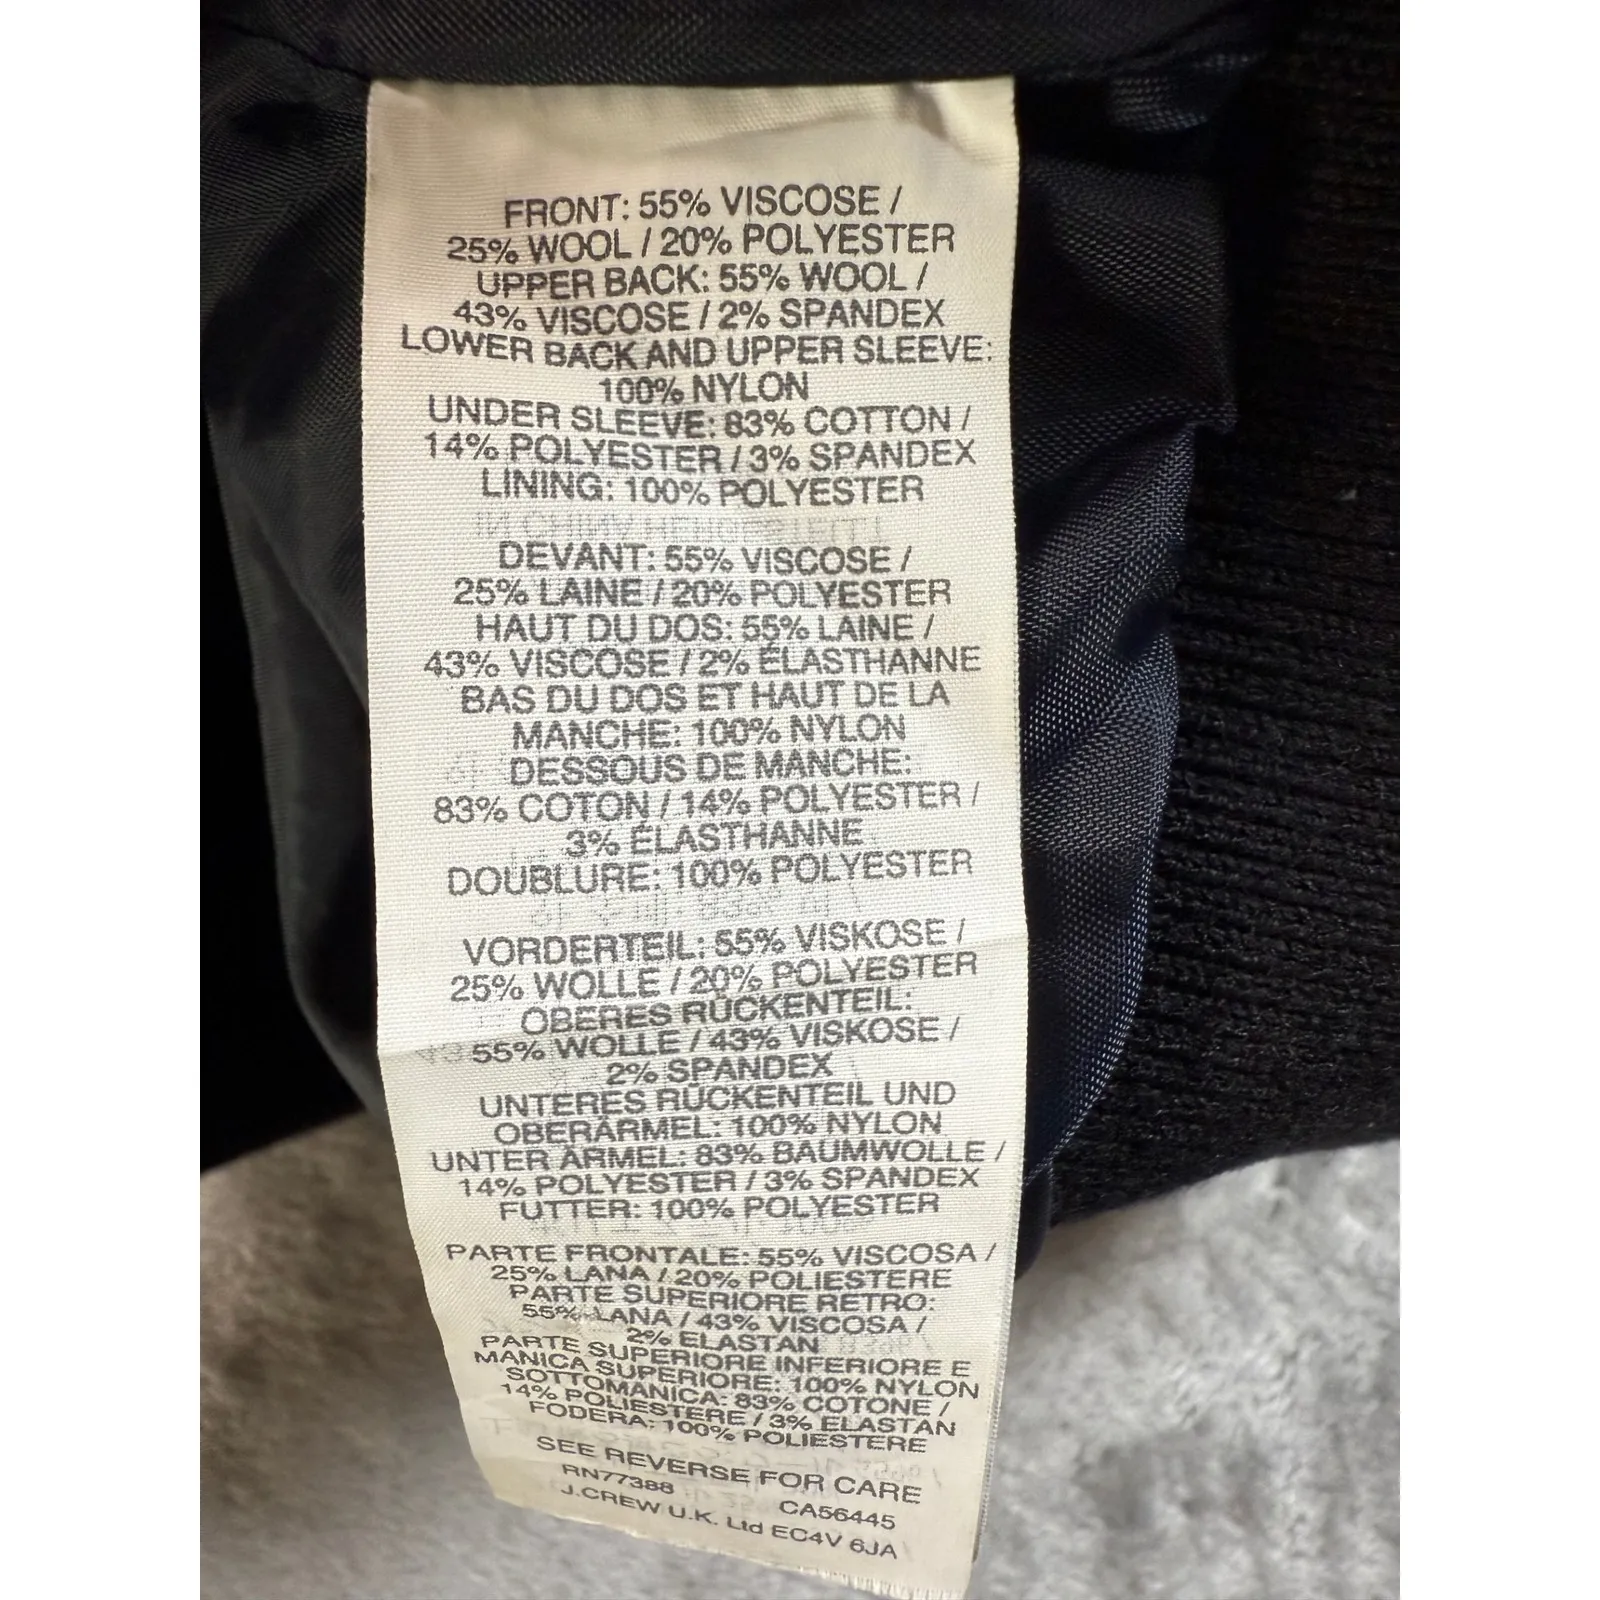 FRONT: 55% VISCOSE /
25% WOOL / 20% POLYESTER
UPPER BACK: 55% WOOL /
43% VISCOSE / 2% SPANDEX
LOWER BACK AND UPPER SLEEVE:
100% NYLON
UNDER SLEEVE: 83% COTTON /
14% POLYESTER / 3% SPANDEX
LINING: 100% POLYESTER
DEVANT: 55% VISCOSE /
25% LAINE / 20% POLYESTER
HAUT DU DOS: 55% LAINE /
43% VISCOSE / 2% ÉLASTHANNE
BAS DU DOS ET HAUT DE LA
MANCHE: 100% NYLON
DESSOUS DE MANCHE:
83% COTON / 14% POLYESTER /
3% ÉLASTHANNE
DOUBLURE: 100% POLYESTER
VORDERTEIL: 55% VISKOSE /
25% WOLLE / 20% POLYESTER
OBERES RÜCKENTEIL:
55% WOLLE / 43% VISKOSE /
2% SPANDEX
UNTERES RÜCKENTEIL UND
OBERARMEL: 100% NYLON
UNTER ARMEL: 83% BAUMWOLLE /
14% POLYESTER / 3% SPANDEX
FUTTER: 100% POLYESTER
PARTE FRONTALE: 55% VISCOSA /
25% LANA / 20% POLIESTERE
PARTE SUPERIORE RETRO:
55% LANA / 43% VISCOSA /
2% ELASTAN
PARTE SUPERIORE INFERIORE E
MANICA SUPERIORE: 100% NYLON
SOTTOMANICA: 83% COTONE /
14% POLIESTERE / 3% ELASTAN
FODERA: 100% POLIESTERE
SEE REVERSE FOR CARE
RN77388 CA56445
J.CREW U.K. Ltd EC4V 6JA